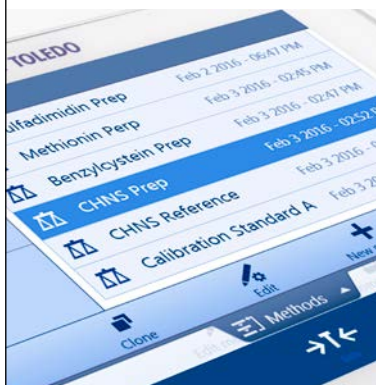 TOLEDO
lfadimidin Prep Feb 2 2016 - 06:47 PM
Methionin Perp Feb 3 2016 - 02:45 PM
Benzylcystein Prep Feb 3 2016 - 02:47 PM
CHNS Prep Feb 3 2016 - 02:52 P
CHNS Reference Feb 3 2016 -
Calibration Standard A Feb 3 20
Clone Edit New
Methods
→T←